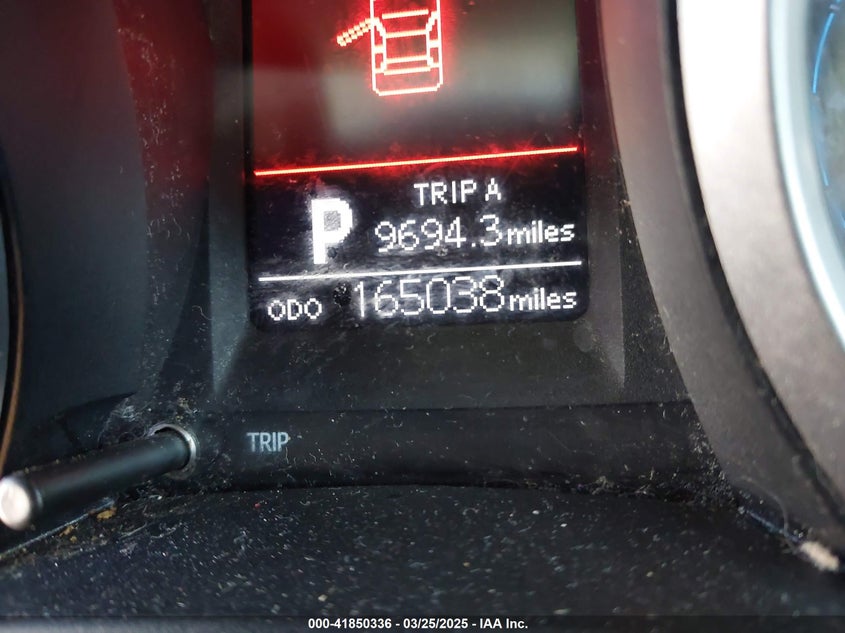 TRIP A
P 9694.3 miles
ODO 165038 miles
TRIP
000-41850336 / 03/25/2025 / IAA Inc.